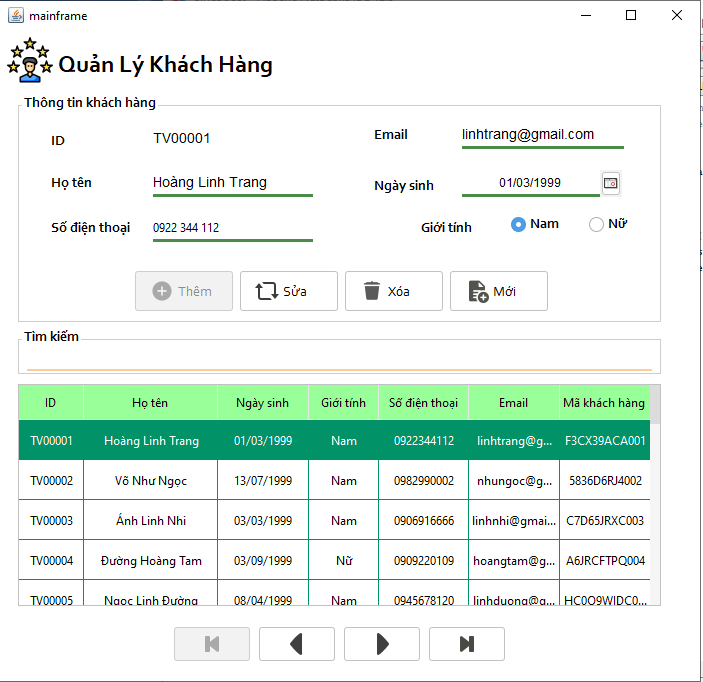 mainframe
Quản Lý Khách Hàng
Thông tin khách hàng
ID TV00001 Email linhtrang@gmail.com
Họ tên Hoàng Linh Trang Ngày sinh 01/03/1999
Số điện thoại 0922 344 112 Giới tính Nam Nữ
Thêm Sửa Xóa Mới
Tìm kiếm
ID Họ tên Ngày sinh Giới tính Số điện thoại Email Mã khách hàng
TV00001 Hoàng Linh Trang 01/03/1999 Nam 0922344112 linhtrang@g... F3CX39ACA001
TV00002 Võ Như Ngọc 13/07/1999 Nam 0982990002 nhungoc@g... 5836D6RJ4002
TV00003 Ánh Linh Nhi 03/03/1999 Nam 0906916666 linhnhi@gmai... C7D65JRXC003
TV00004 Đường Hoàng Tam 03/09/1999 Nữ 0909220109 hoangtam@g... A6JRCFTPQ004
TV00005 Ngọc Linh Đường 08/04/1999 Nam 0945678120 linhduong@g... HC0O9WIDC0...